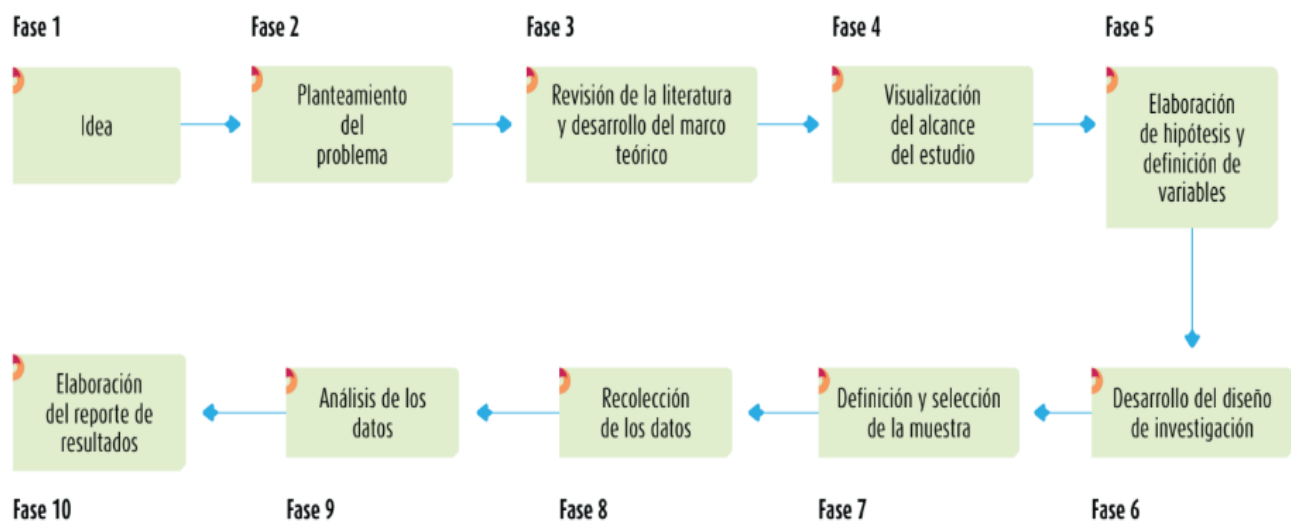 Fase 1
Idea
Fase 2
Planteamiento
del
problema
Fase 3
Revisión de la literatura
y desarrollo del marco
teórico
Fase 4
Visualización
del alcance
del estudio
Fase 5
Elaboración
de hipótesis y
definición de
variables
Desarrollo del diseño
de investigación
Fase 6
Definición y selección
de la muestra
Fase 7
Recolección
de los datos
Fase 8
Análisis de los
datos
Fase 9
Elaboración
del reporte de
resultados
Fase 10